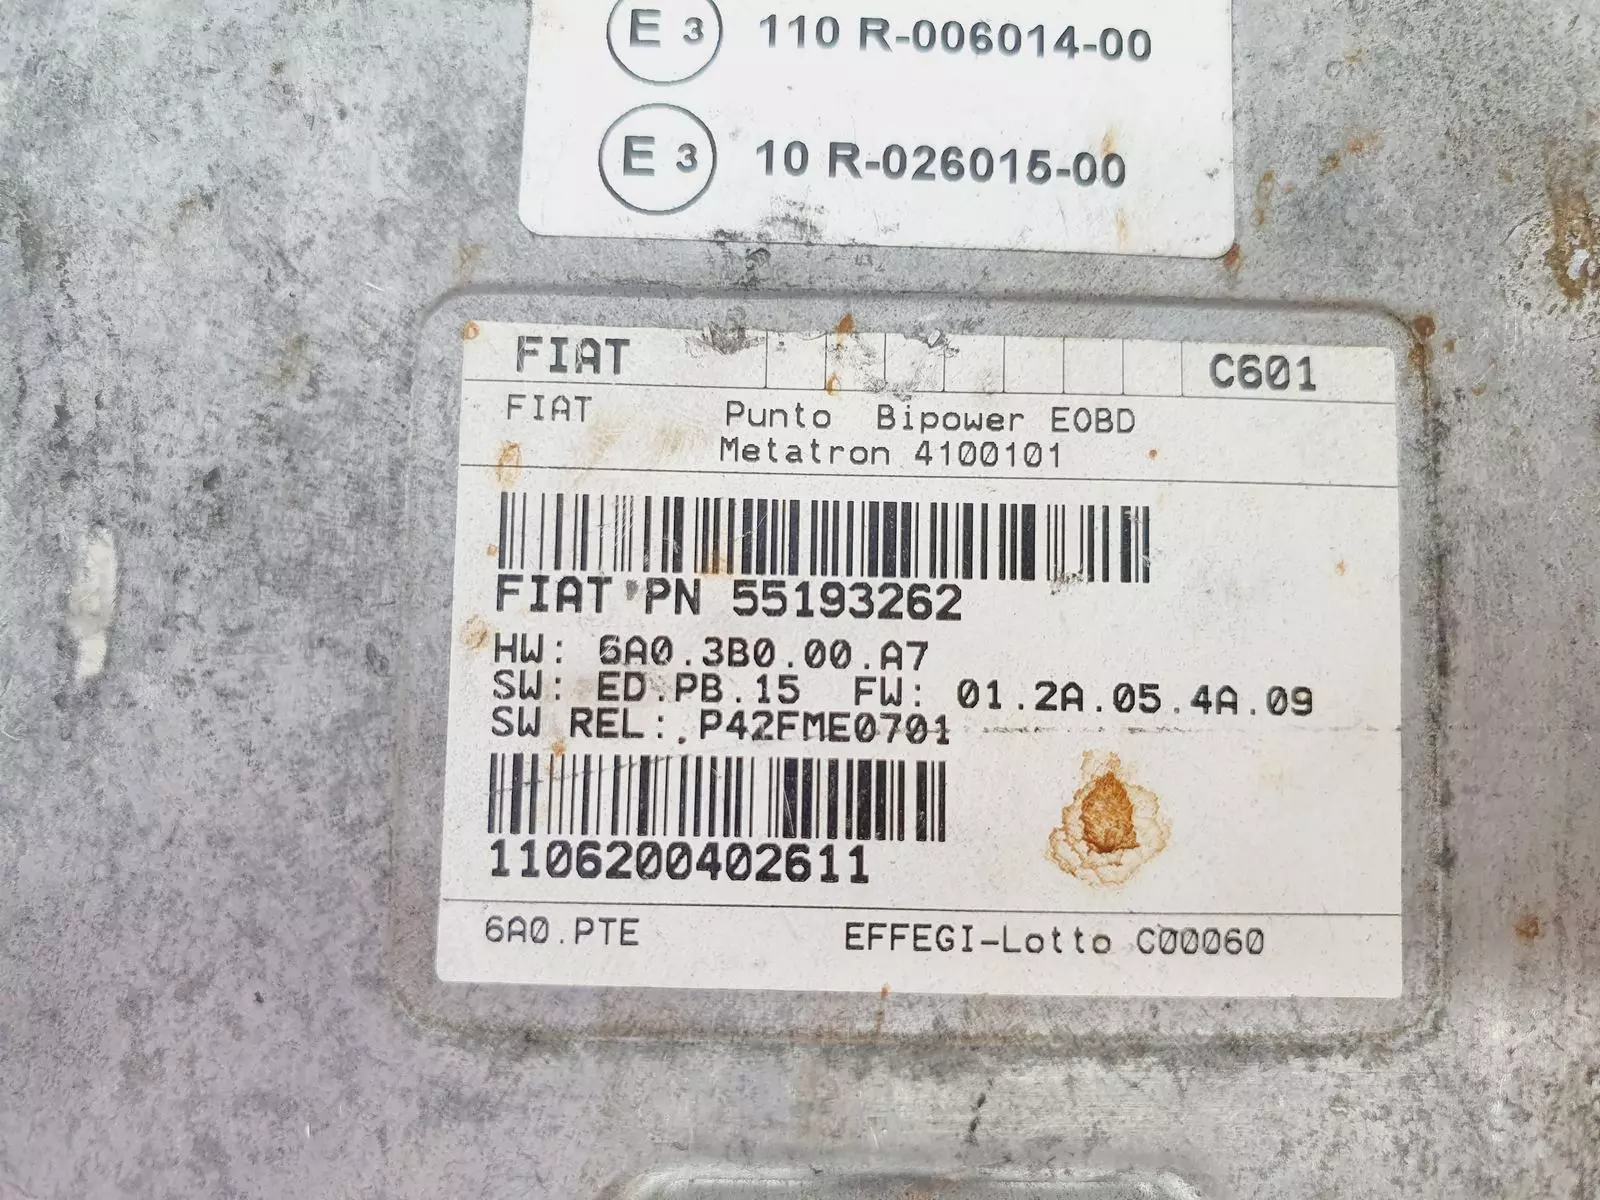 E 3 110 R-006014-00
E 3 10 R-026015-00
FIAT C601
FIAT Punto Bipower EOBD
Metatron 4100101
FIAT PN 55193262
HW: 6A0.3B0.00.A7
SW: ED.PB.15 FW: 01.2A.05.4A.09
SW REL: P42FME0701
1106200402611
6A0.PTE EFFEGI-Lotto C00060